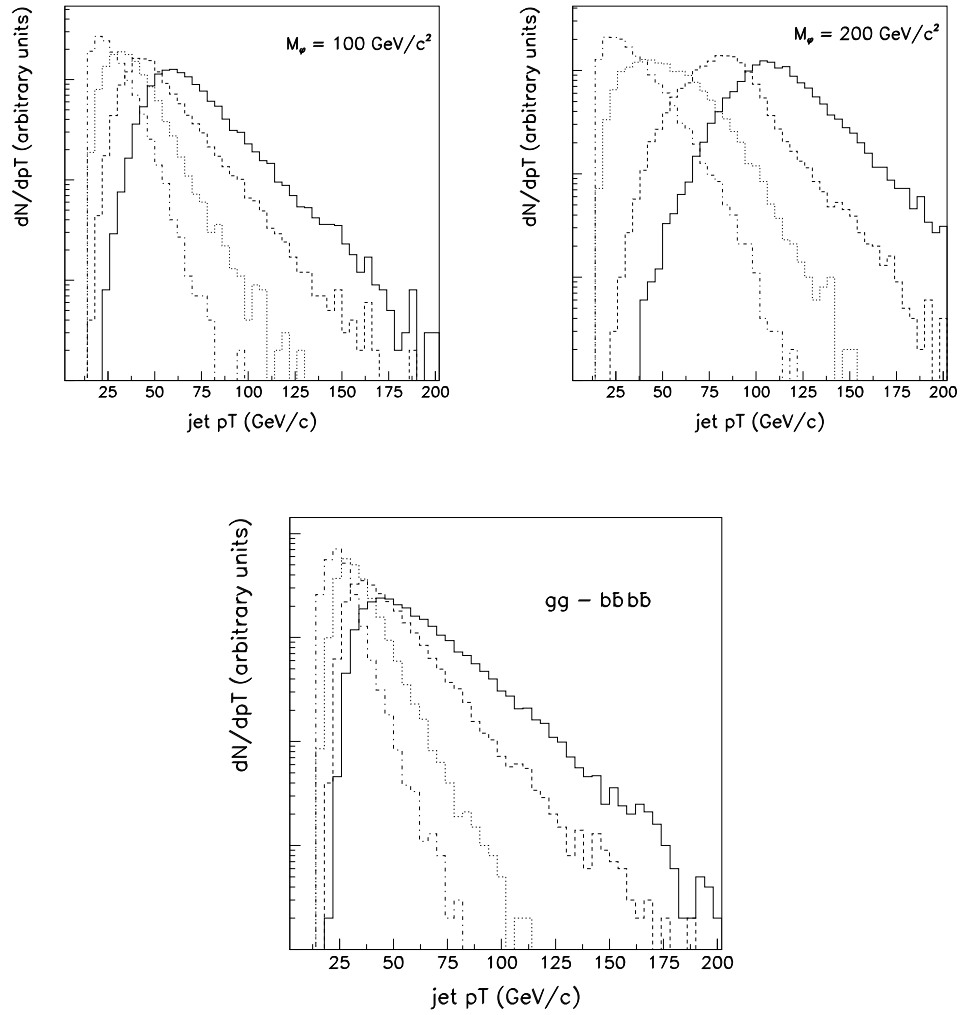 dN/dpT (arbitrary units)
Mφ = 100 GeV/c²
25 50 75 100 125 150 175 200
jet pT (GeV/c)
dN/dpT (arbitrary units)
Mφ = 200 GeV/c²
25 50 75 100 125 150 175 200
jet pT (GeV/c)
dN/dpT (arbitrary units)
gg – bb̄bb̄
25 50 75 100 125 150 175 200
jet pT (GeV/c)